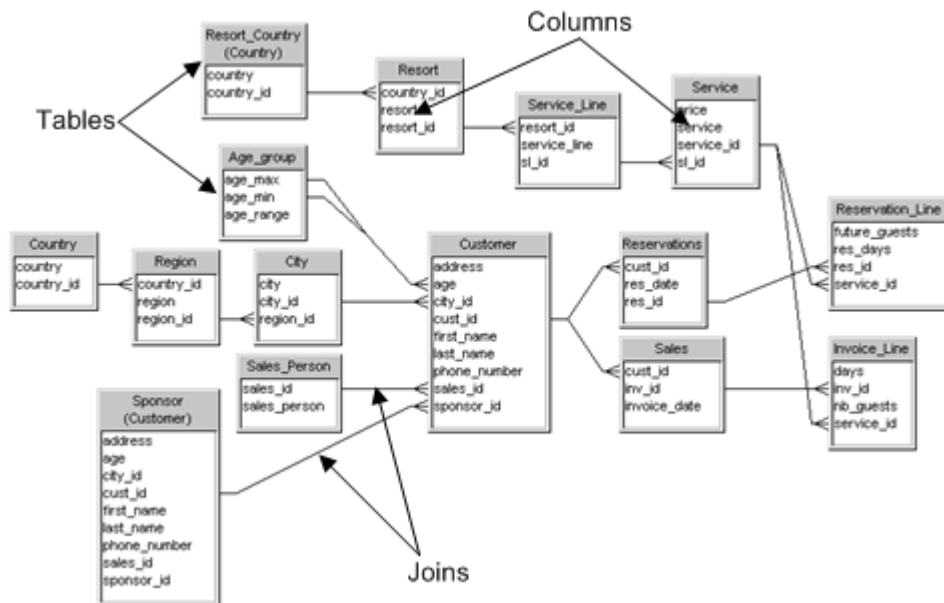 Columns
Tables
Resort_Country
(Country)
country
country_id
Resort
country_id
resort
resort_id
Service_Line
resort_id
service_line
sl_id
Service
price
service
service_id
sl_id
Age_group
age_max
age_min
age_range
Reservation_Line
future_guests
res_days
res_id
service_id
Country
country
country_id
Region
country_id
region
region_id
City
city
city_id
region_id
Customer
address
age
city_id
cust_id
first_name
last_name
phone_number
sales_id
sponsor_id
Reservations
cust_id
res_date
res_id
Sales_Person
sales_id
sales_person
Sales
cust_id
inv_id
invoice_date
Invoice_Line
days
inv_id
nb_guests
service_id
Sponsor
(Customer)
address
age
city_id
cust_id
first_name
last_name
phone_number
sales_id
sponsor_id
Joins